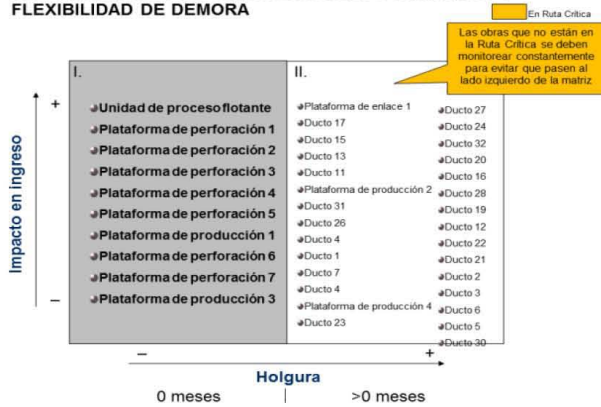 FLEXIBILIDAD DE DEMORA
En Ruta Crítica
Las obras que no están en
la Ruta Crítica se deben
monitorear constantemente
para evitar que pasen al
lado izquierdo de la matriz
I.
II.
+
Impacto en ingreso
–
Unidad de proceso flotante
Plataforma de perforación 1
Plataforma de perforación 2
Plataforma de perforación 3
Plataforma de perforación 4
Plataforma de perforación 5
Plataforma de producción 1
Plataforma de perforación 6
Plataforma de perforación 7
Plataforma de producción 3
Plataforma de enlace 1
Ducto 17
Ducto 15
Ducto 13
Ducto 11
Plataforma de producción 2
Ducto 31
Ducto 26
Ducto 4
Ducto 1
Ducto 7
Ducto 4
Plataforma de producción 4
Ducto 23
Ducto 27
Ducto 24
Ducto 32
Ducto 20
Ducto 16
Ducto 28
Ducto 19
Ducto 12
Ducto 22
Ducto 21
Ducto 2
Ducto 3
Ducto 6
Ducto 5
Ducto 30
–
+
Holgura
0 meses
>0 meses